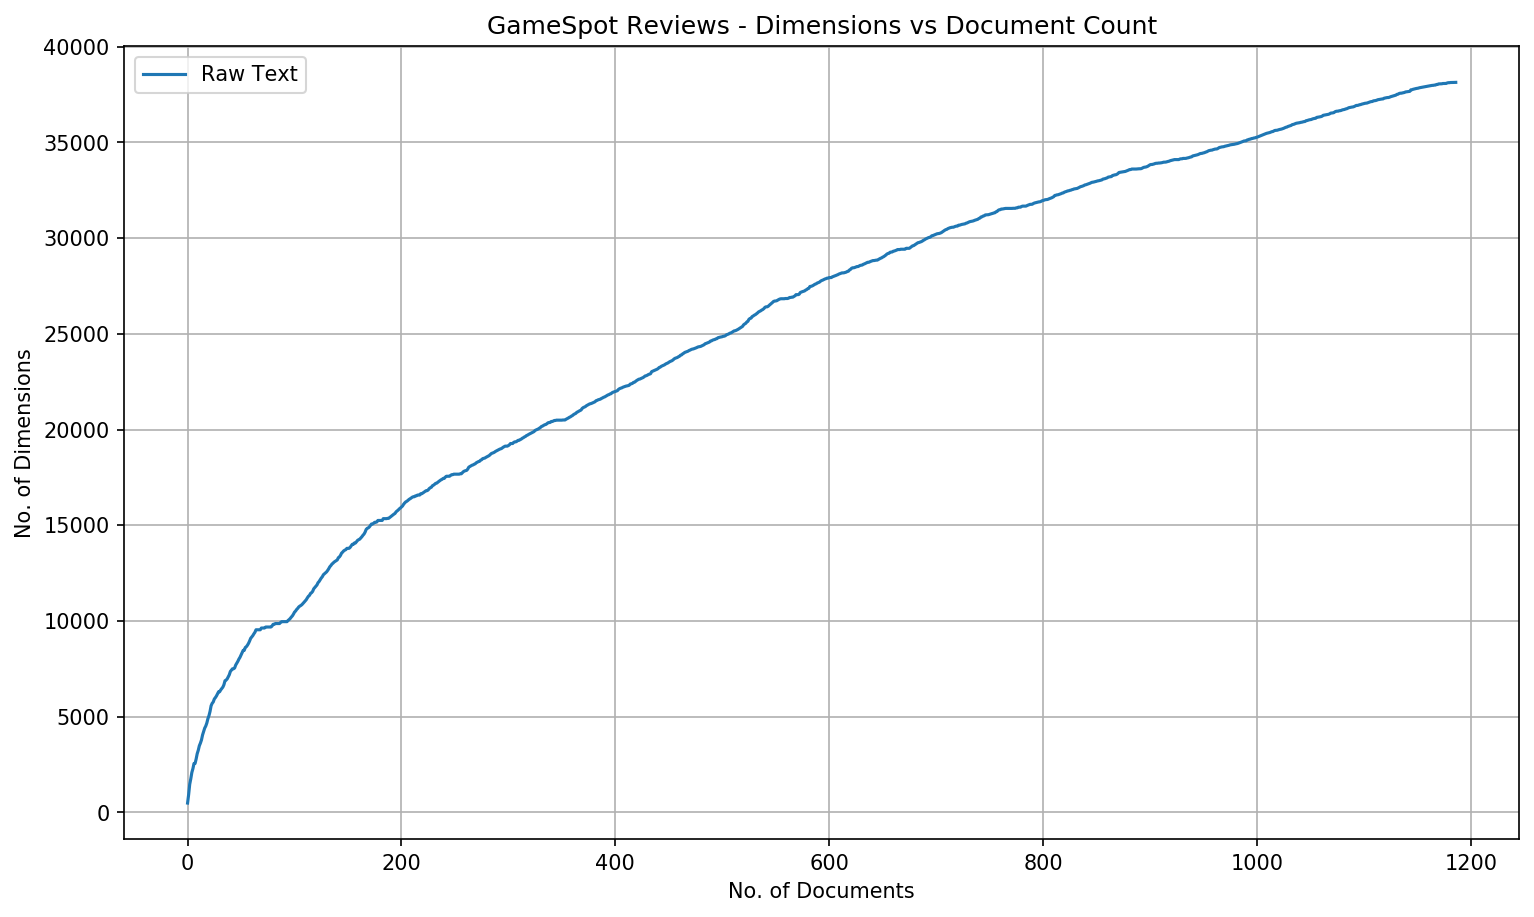 GameSpot Reviews - Dimensions vs Document Count
Raw Text
No. of Dimensions
40000
35000
30000
25000
20000
15000
10000
5000
0
0 200 400 600 800 1000 1200
No. of Documents